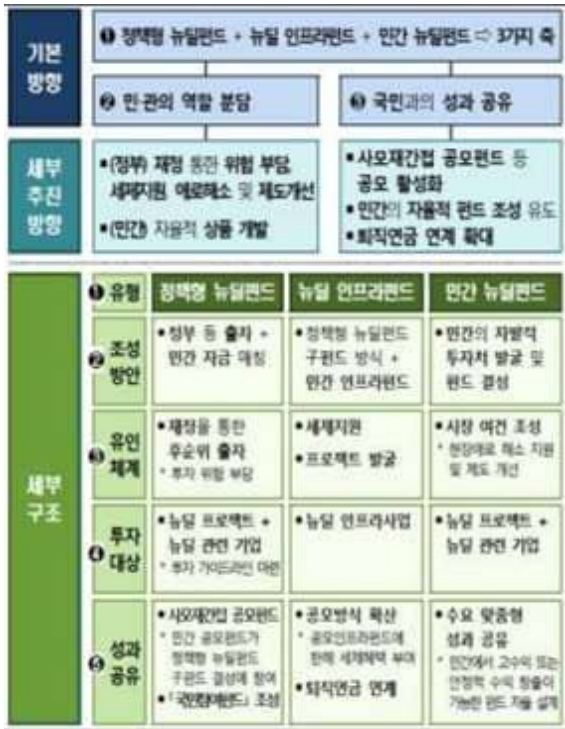 기본
방향
❶ 정책형 뉴딜펀드 + 뉴딜 인프라펀드 + 민간 뉴딜펀드 ⇨ 3가지 축
❷ 민·관의 역할 분담
❸ 국민과의 성과 공유
세부
추진
방향
▪(정부) 재정 통한 위험 부담,
세제지원, 애로해소 및 제도개선
▪(민간) 자율적 상품 개발
▪사모재간접 공모펀드 등
공모 활성화
▪민간의 자율적 펀드 조성 유도
▪퇴직연금 연계 확대
세부
구조
❶ 유형
정책형 뉴딜펀드
뉴딜 인프라펀드
민간 뉴딜펀드
❷ 조성
방안
▪정부 등 출자 +
민간 자금 매칭
▪정책형 뉴딜펀드
子펀드 방식 +
민간 인프라펀드
▪민간의 자발적
투자처 발굴 및
펀드 결성
❸ 유인
체계
▪재정을 통한
후순위 출자
* 투자 위험 부담
▪세제지원
▪프로젝트 발굴
▪시장 여건 조성
* 현장애로 해소 지원
및 제도 개선
❹ 투자
대상
▪뉴딜 프로젝트 +
뉴딜 관련 기업
* 투자 가이드라인 마련
▪뉴딜 인프라사업
▪뉴딜 프로젝트 +
뉴딜 관련 기업
❺ 성과
공유
▪사모재간접 공모펀드
* 민간 공모펀드가
정책형 뉴딜펀드
子펀드 결성에 참여
▪「국민참여펀드」 조성
▪공모방식 확산
* 공모인프라펀드에
한해 세제혜택 부여
▪퇴직연금 연계
▪수요 맞춤형
성과 공유
* 민간에서 고수익 또는
안정적 수익 창출이
가능한 펀드 자율 설계